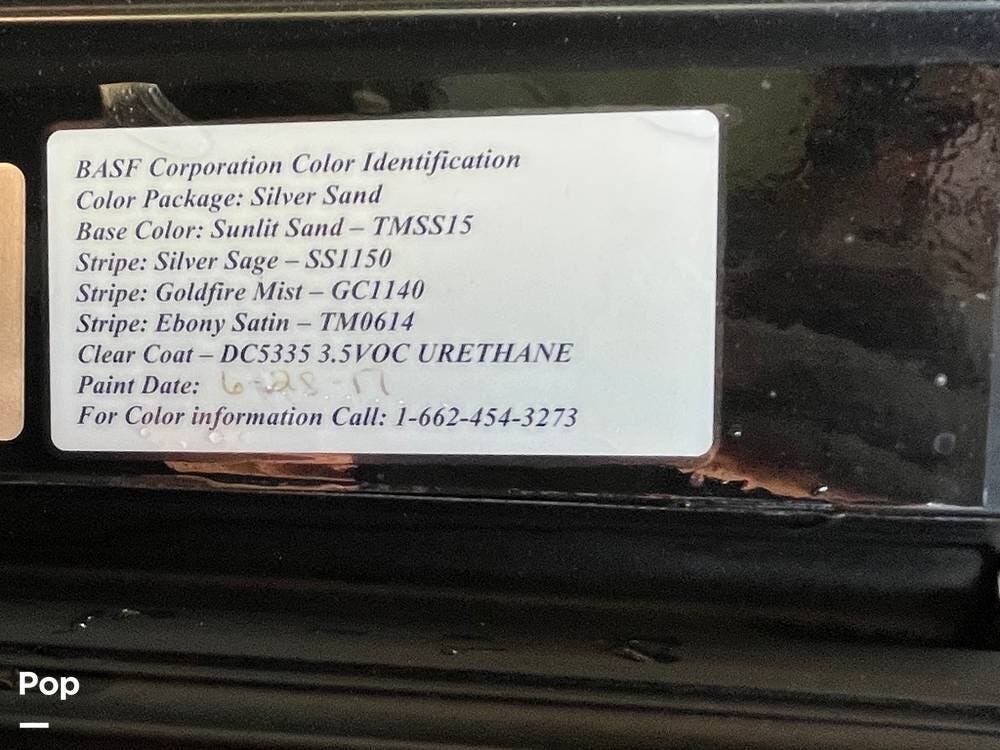 BASF Corporation Color Identification
Color Package: Silver Sand
Base Color: Sunlit Sand – TMSS15
Stripe: Silver Sage – SS1150
Stripe: Goldfire Mist – GC1140
Stripe: Ebony Satin – TM0614
Clear Coat – DC5335 3.5VOC URETHANE
Paint Date: 6-28-17
For Color information Call: 1-662-454-3273
Pop